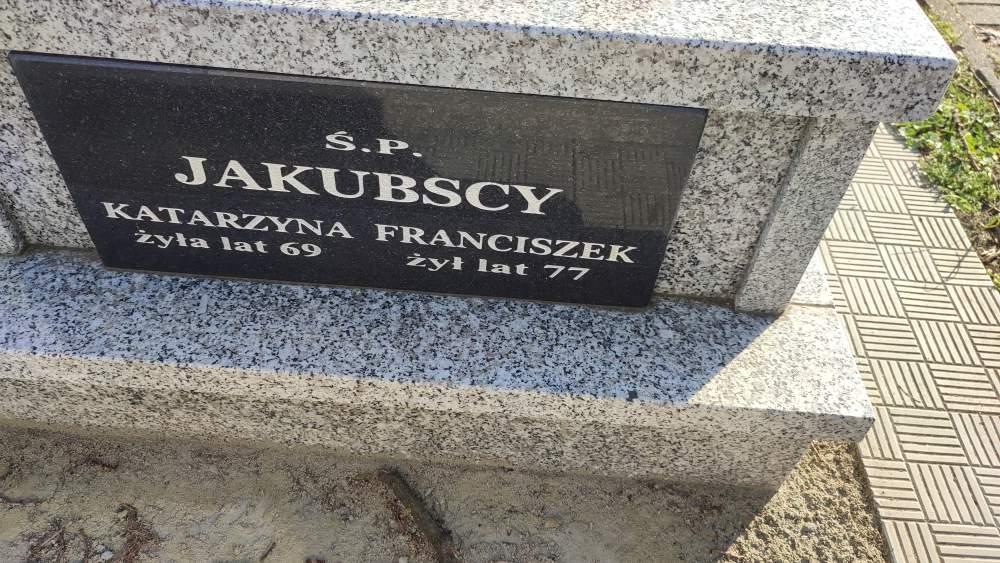 Ś.P.
JAKUBSCY
KATARZYNA FRANCISZEK
żyła lat 69 żył lat 77